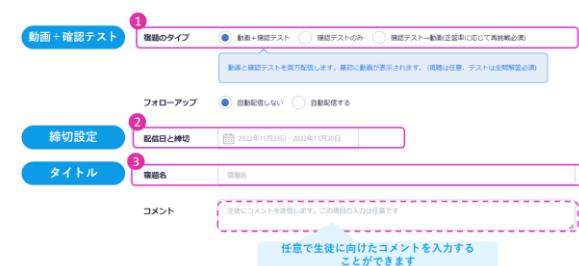 1
動画+確認テスト
宿題のタイプ 動画+確認テスト 確認テストのみ 確認テスト→動画(正答率に応じて再挑戦必須)
動画と確認テストを両方配信します。最初に動画が表示されます。(視聴は任意、テストは全問解答必須)
フォローアップ 自動配信しない 自動配信する
2
締切設定
配信日と締切 2022年11月23日 - 2022年11月30日
3
タイトル
宿題名 宿題名
コメント 生徒にコメントを送信します。この項目の入力は任意です
任意で生徒に向けたコメントを入力する
ことができます